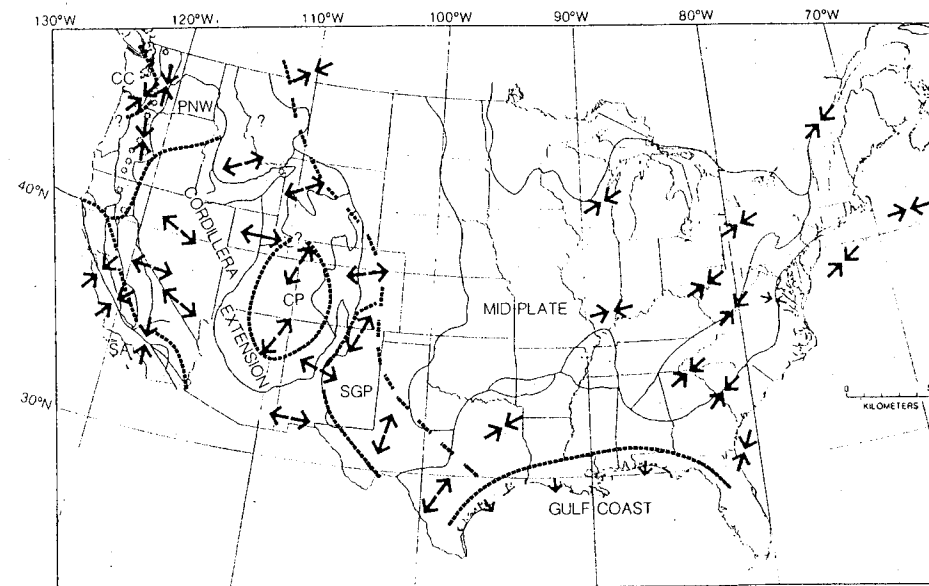 130°W
120°W
110°W
100°W
90°W
80°W
70°W
CC
PNW
?
?
40°N
CORDILLERA
EXTENSION
?
CP
MID-PLATE
SA
SGP
30°N
0
KILOMETERS
GULF COAST